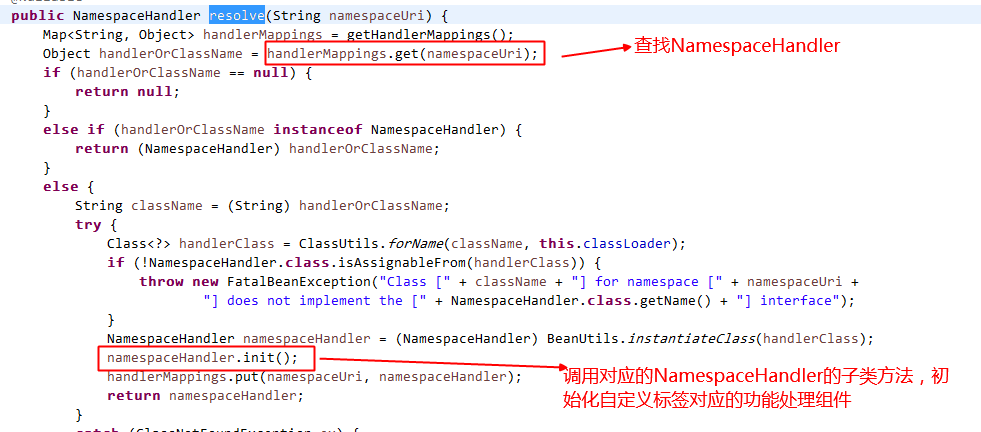 public NamespaceHandler resolve(String namespaceUri) {
Map<String, Object> handlerMappings = getHandlerMappings();
Object handlerOrClassName = handlerMappings.get(namespaceUri);
查找NamespaceHandler
if (handlerOrClassName == null) {
return null;
}
else if (handlerOrClassName instanceof NamespaceHandler) {
return (NamespaceHandler) handlerOrClassName;
}
else {
String className = (String) handlerOrClassName;
try {
Class<?> handlerClass = ClassUtils.forName(className, this.classLoader);
if (!NamespaceHandler.class.isAssignableFrom(handlerClass)) {
throw new FatalBeanException("Class [" + className + "] for namespace [" + namespaceUri +
"] does not implement the [" + NamespaceHandler.class.getName() + "] interface");
}
NamespaceHandler namespaceHandler = (NamespaceHandler) BeanUtils.instantiateClass(handlerClass);
namespaceHandler.init();
handlerMappings.put(namespaceUri, namespaceHandler);
return namespaceHandler;
}
调用对应的NamespaceHandler的子类方法，初
始化自定义标签对应的功能处理组件